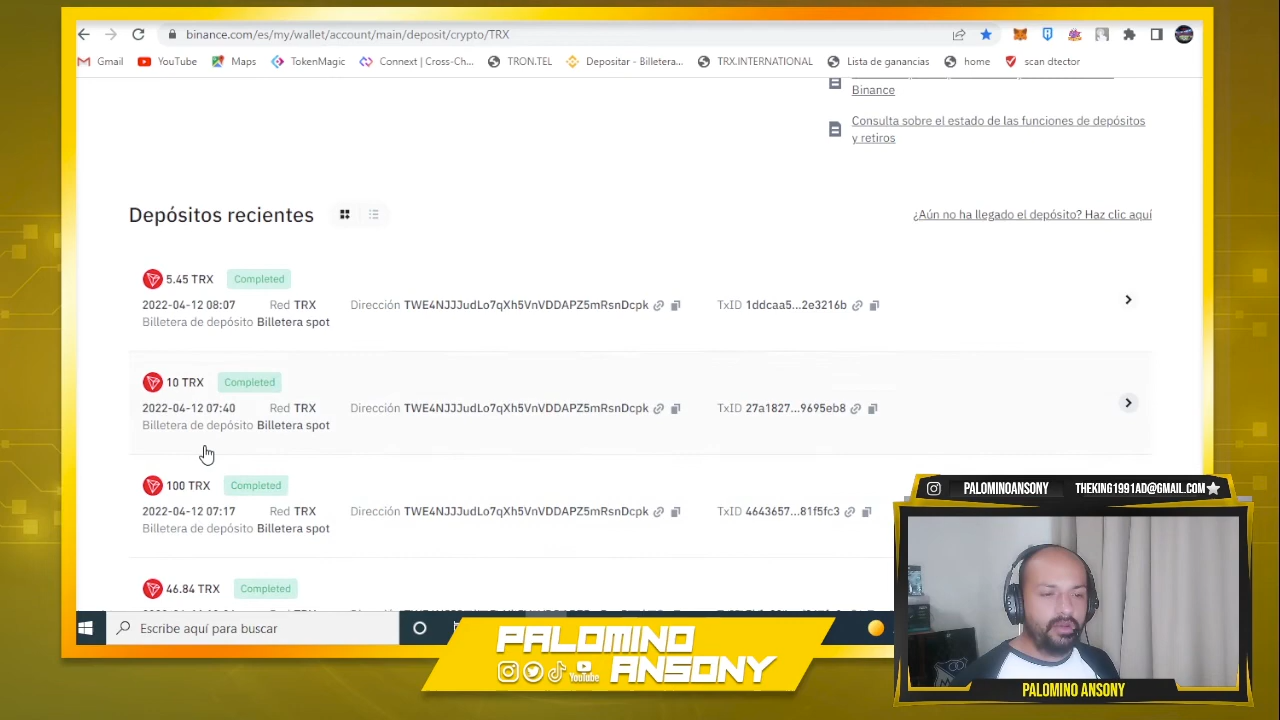 binance.com/es/my/wallet/account/main/deposit/crypto/TRX
Gmail YouTube Maps TokenMagic Connext | Cross-Ch... TRON.TEL Depositar - Billetera... TRX.INTERNATIONAL Lista de ganancias home scan dtector
Binance
Consulta sobre el estado de las funciones de depósitos
y retiros
Depósitos recientes
¿Aún no ha llegado el depósito? Haz clic aquí
5.45 TRX Completed
2022-04-12 08:07 Red TRX Dirección TWE4NJJJudLo7qXh5VnVDDAPZ5mRsnDcpk TxID 1ddcaa5...2e3216b
Billetera de depósito Billetera spot
10 TRX Completed
2022-04-12 07:40 Red TRX Dirección TWE4NJJJudLo7qXh5VnVDDAPZ5mRsnDcpk TxID 27a1827...9695eb8
Billetera de depósito Billetera spot
100 TRX Completed
2022-04-12 07:17 Red TRX Dirección TWE4NJJJudLo7qXh5VnVDDAPZ5mRsnDcpk TxID 4643657...81f5fc3
Billetera de depósito Billetera spot
46.84 TRX Completed
Escribe aquí para buscar
PALOMINO
ANSONY
YouTube
PALOMINOANSONY THEKING1991AD@GMAIL.COM
PALOMINO ANSONY